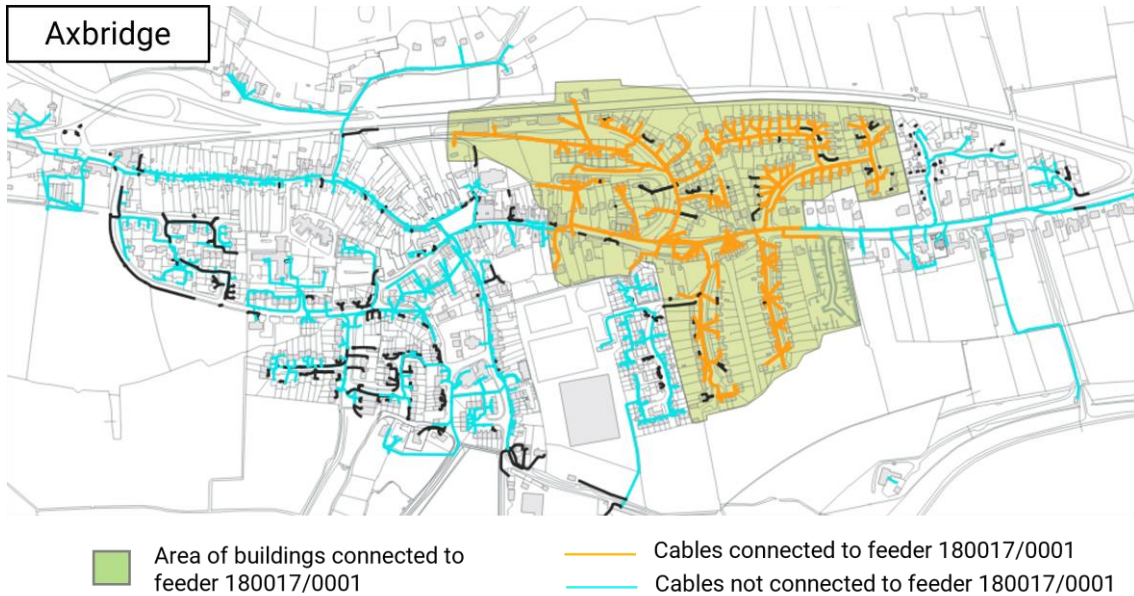 Axbridge
Area of buildings connected to
feeder 180017/0001
Cables connected to feeder 180017/0001
Cables not connected to feeder 180017/0001